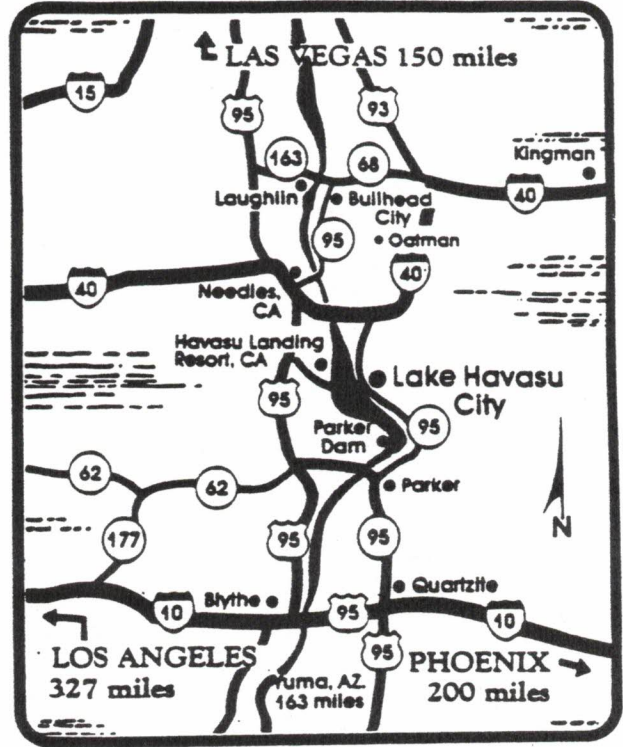 LAS VEGAS 150 miles
15
95
93
163
68
Kingman
40
Laughlin
Bullhead
City
95
Oatman
40
40
Needles,
CA
Havasu Landing
Resort, CA
Lake Havasu
City
95
95
Parker
Dam
62
62
Parker
N
177
95
95
Quartzite
Blythe
10
95
10
LOS ANGELES
327 miles
95
PHOENIX
200 miles
Yuma, AZ.
163 miles